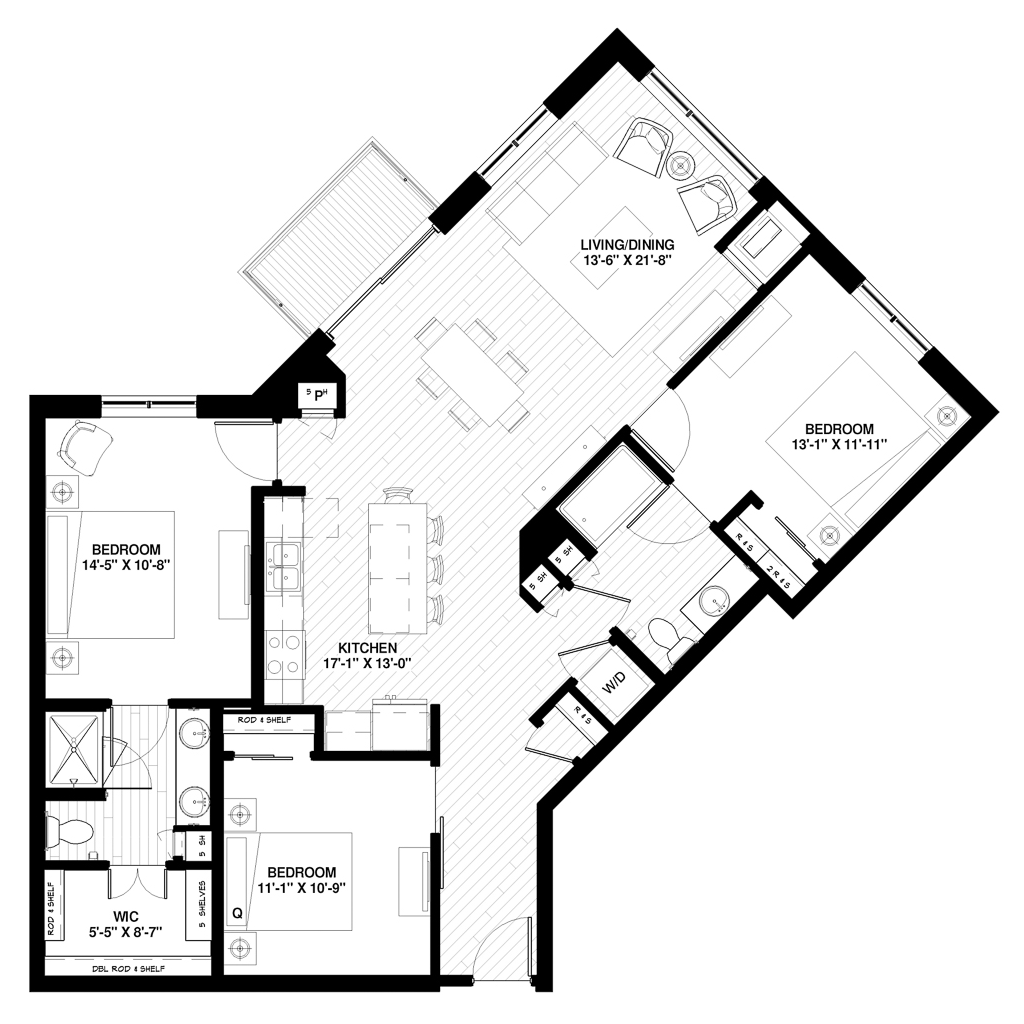 LIVING/DINING
13'-6" X 21'-8"
5 PH
BEDROOM
13'-1" X 11'-11"
BEDROOM
14'-5" X 10'-8"
R & S
2 R & S
5 SH
5 SH
KITCHEN
17'-1" X 13'-0"
W/D
R & S
ROD & SHELF
5 SH
BEDROOM
11'-1" X 10'-9"
Q
ROD & SHELF
5 SHELVES
WIC
5'-5" X 8'-7"
DBL ROD & SHELF